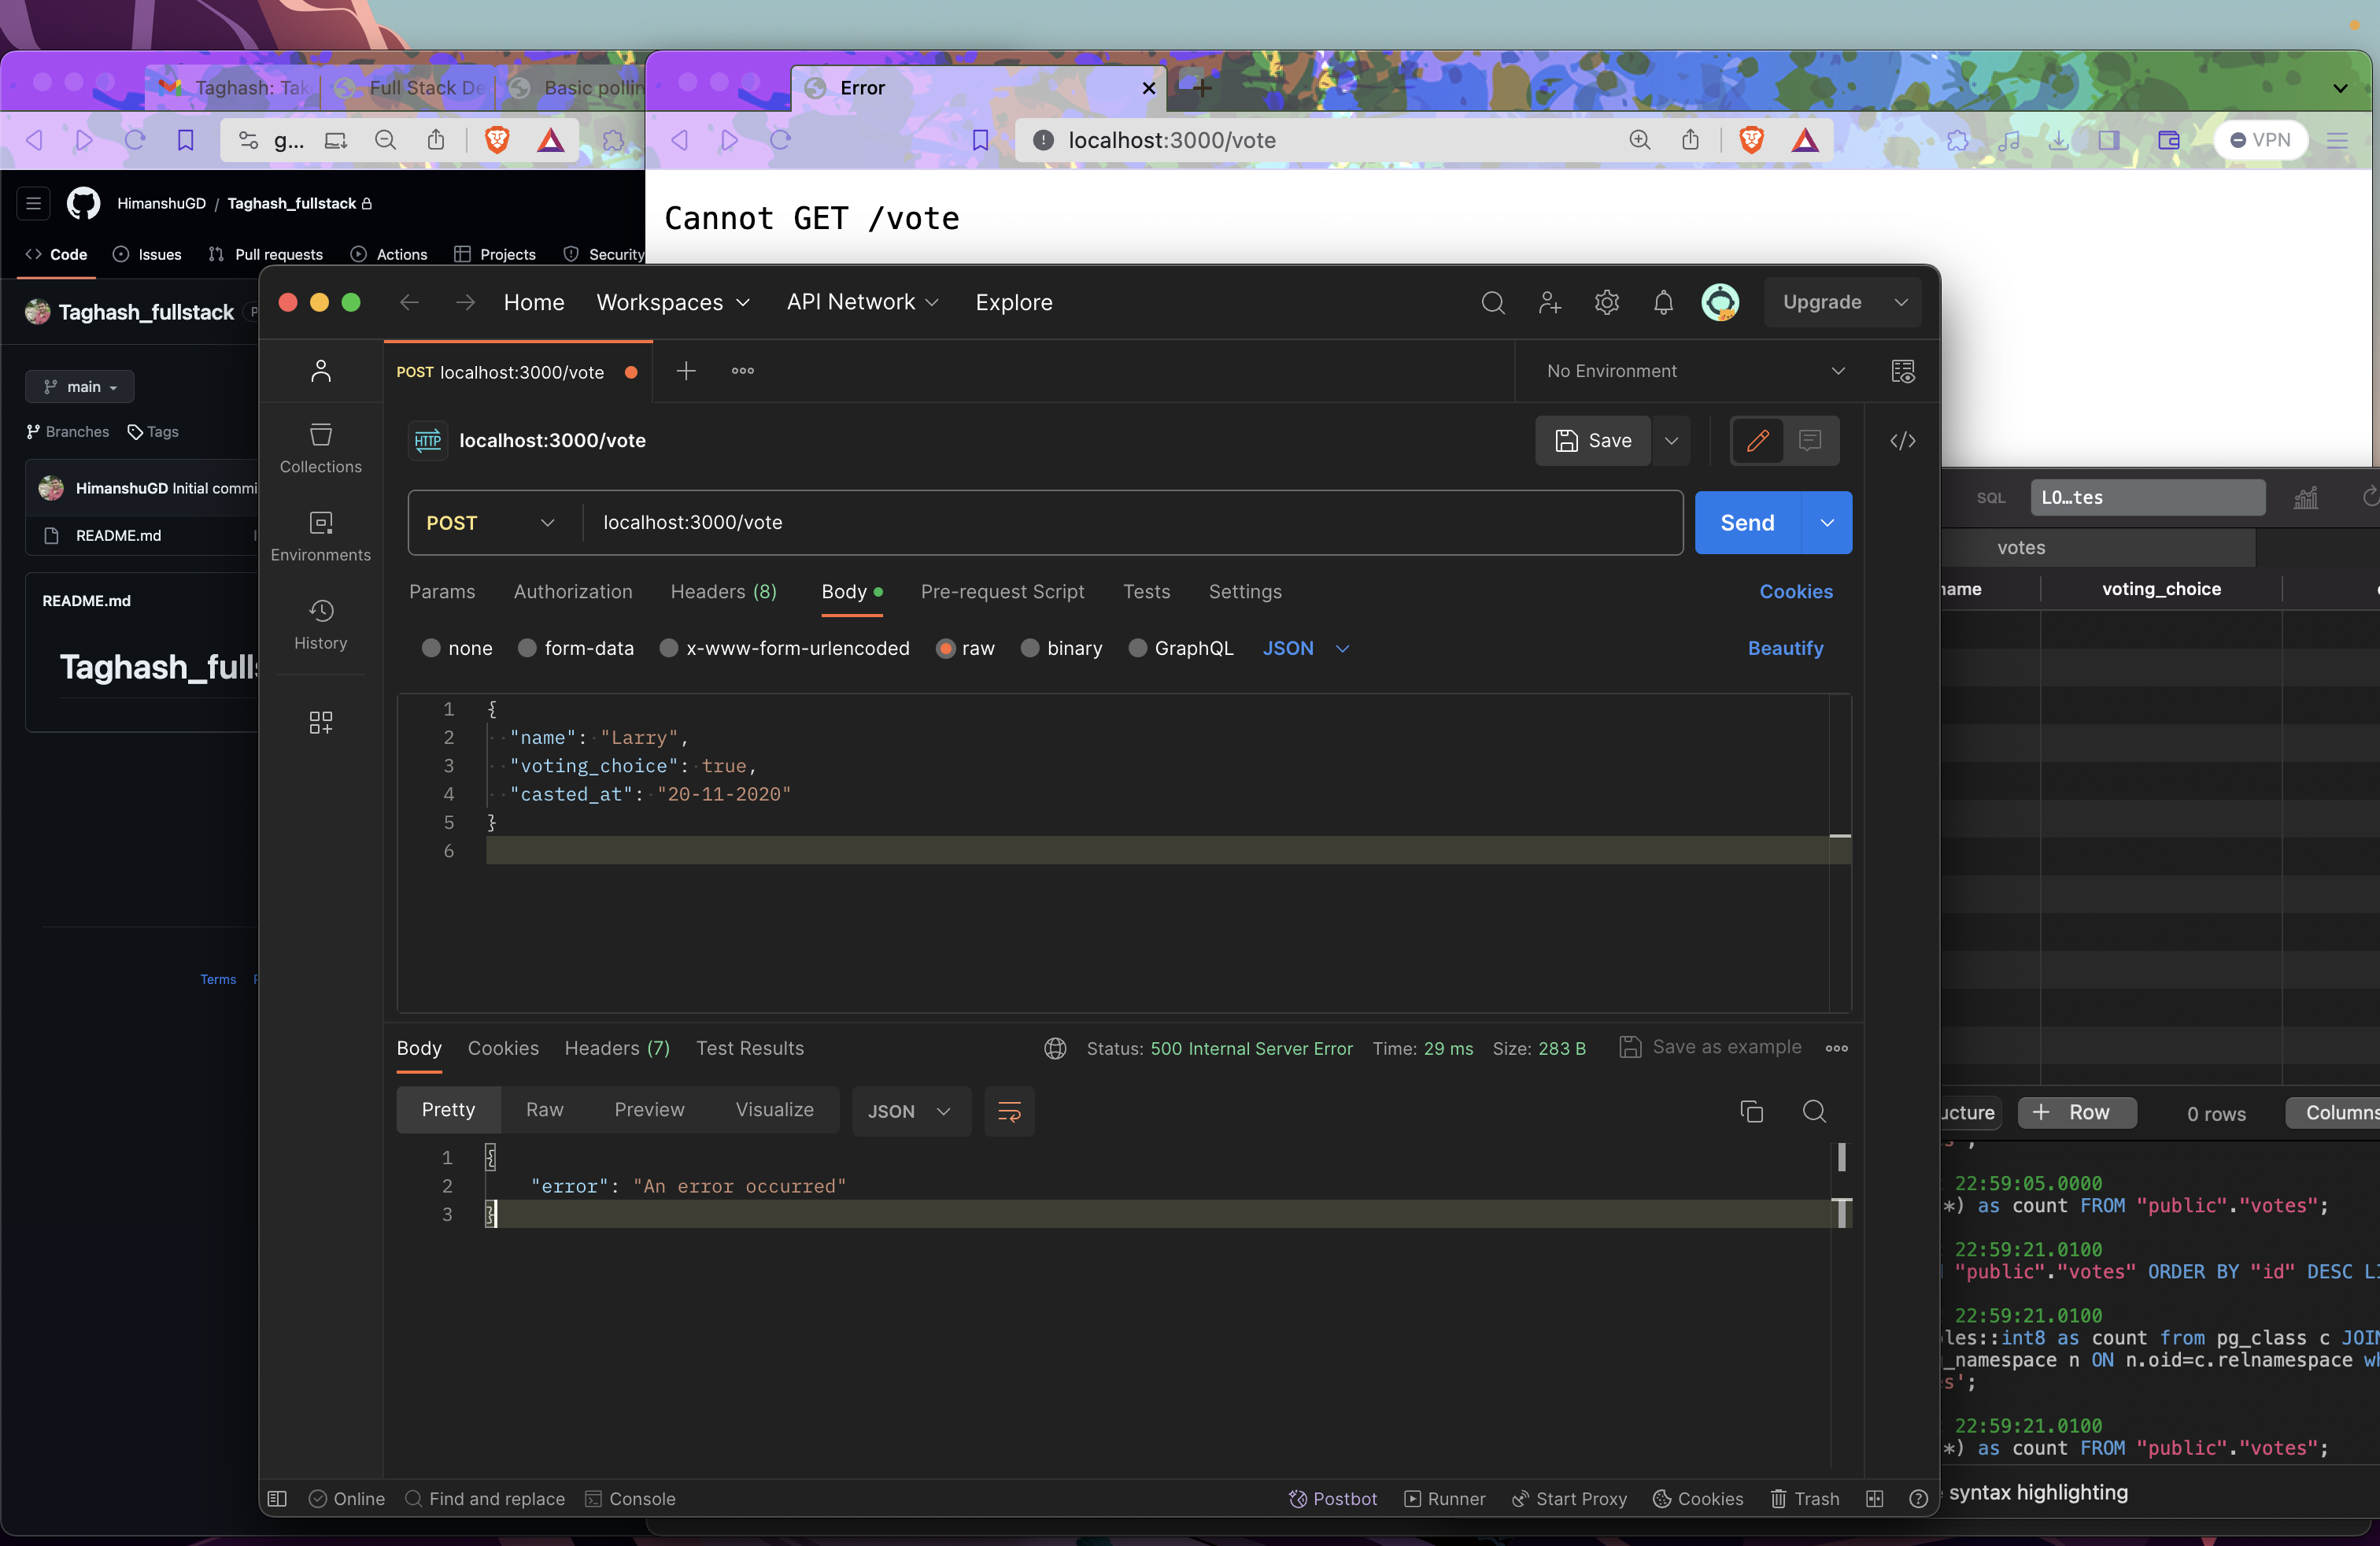 Taghash: Tak
Full Stack De
Basic pollin
Error
g...
localhost:3000/vote
VPN
HimanshuGD / Taghash_fullstack
Code
Issues
Pull requests
Actions
Projects
Security
Cannot GET /vote
Taghash_fullstack
main
Branches
Tags
HimanshuGD Initial commi
README.md
README.md
Taghash_full
Terms
Home
Workspaces
API Network
Explore
Upgrade
POST localhost:3000/vote
No Environment
Collections
Environments
History
HTTP localhost:3000/vote
Save
POST
localhost:3000/vote
Send
Params
Authorization
Headers (8)
Body
Pre-request Script
Tests
Settings
Cookies
none
form-data
x-www-form-urlencoded
raw
binary
GraphQL
JSON
Beautify
1 {
2 "name": "Larry",
3 "voting_choice": true,
4 "casted_at": "20-11-2020"
5 }
6
Body
Cookies
Headers (7)
Test Results
Status: 500 Internal Server Error
Time: 29 ms
Size: 283 B
Save as example
Pretty
Raw
Preview
Visualize
JSON
1 {
2 "error": "An error occurred"
3 }
Online
Find and replace
Console
Postbot
Runner
Start Proxy
Cookies
Trash
SQL
LO…tes
votes
name
voting_choice
ucture
Row
0 rows
Columns
22:59:05.0000
*) as count FROM "public"."votes";
22:59:21.0100
"public"."votes" ORDER BY "id" DESC LI
22:59:21.0100
les::int8 as count from pg_class c JOIN
_namespace n ON n.oid=c.relnamespace wh
s';
22:59:21.0100
*) as count FROM "public"."votes";
syntax highlighting